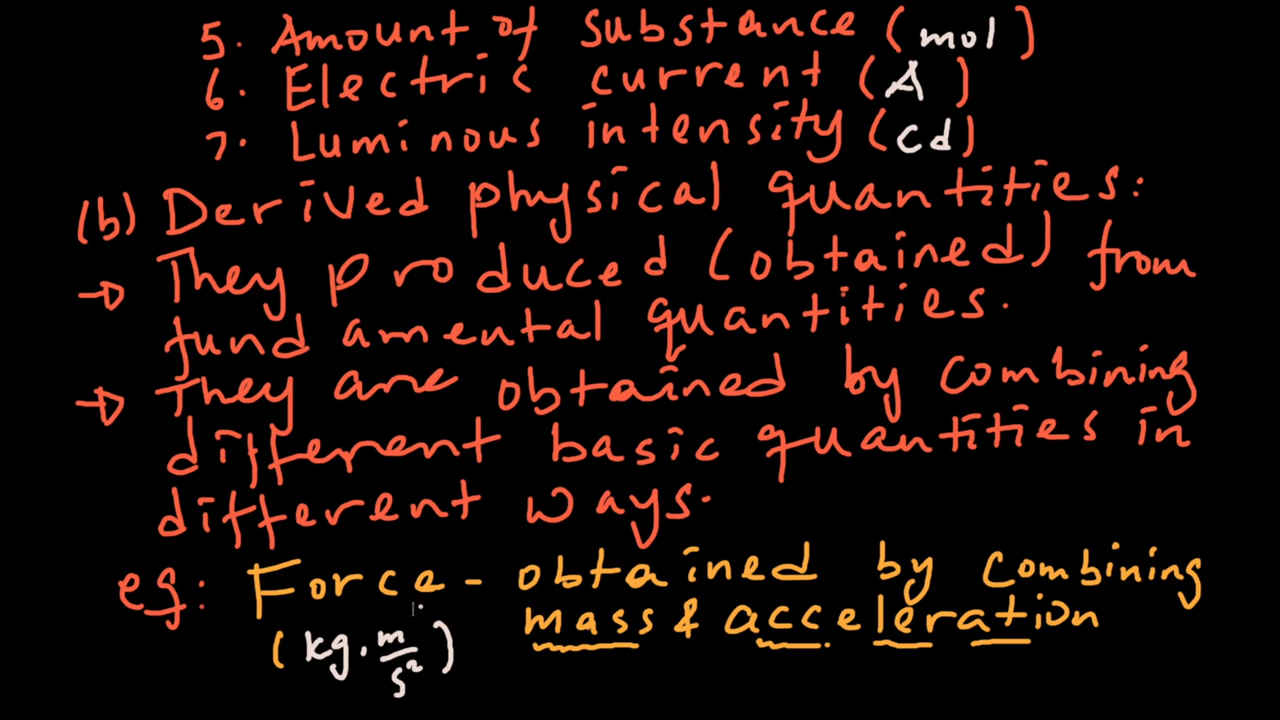 5. Amount of substance (mol)
6. Electric current (A)
7. Luminous intensity (cd)
(b) Derived physical quantities:
→ They produced (obtained) from
fundamental quantities.
→ They are obtained by combining
different basic quantities in
different ways.
eg: Force - obtained by combining
(kg. m/s²) mass & acceleration